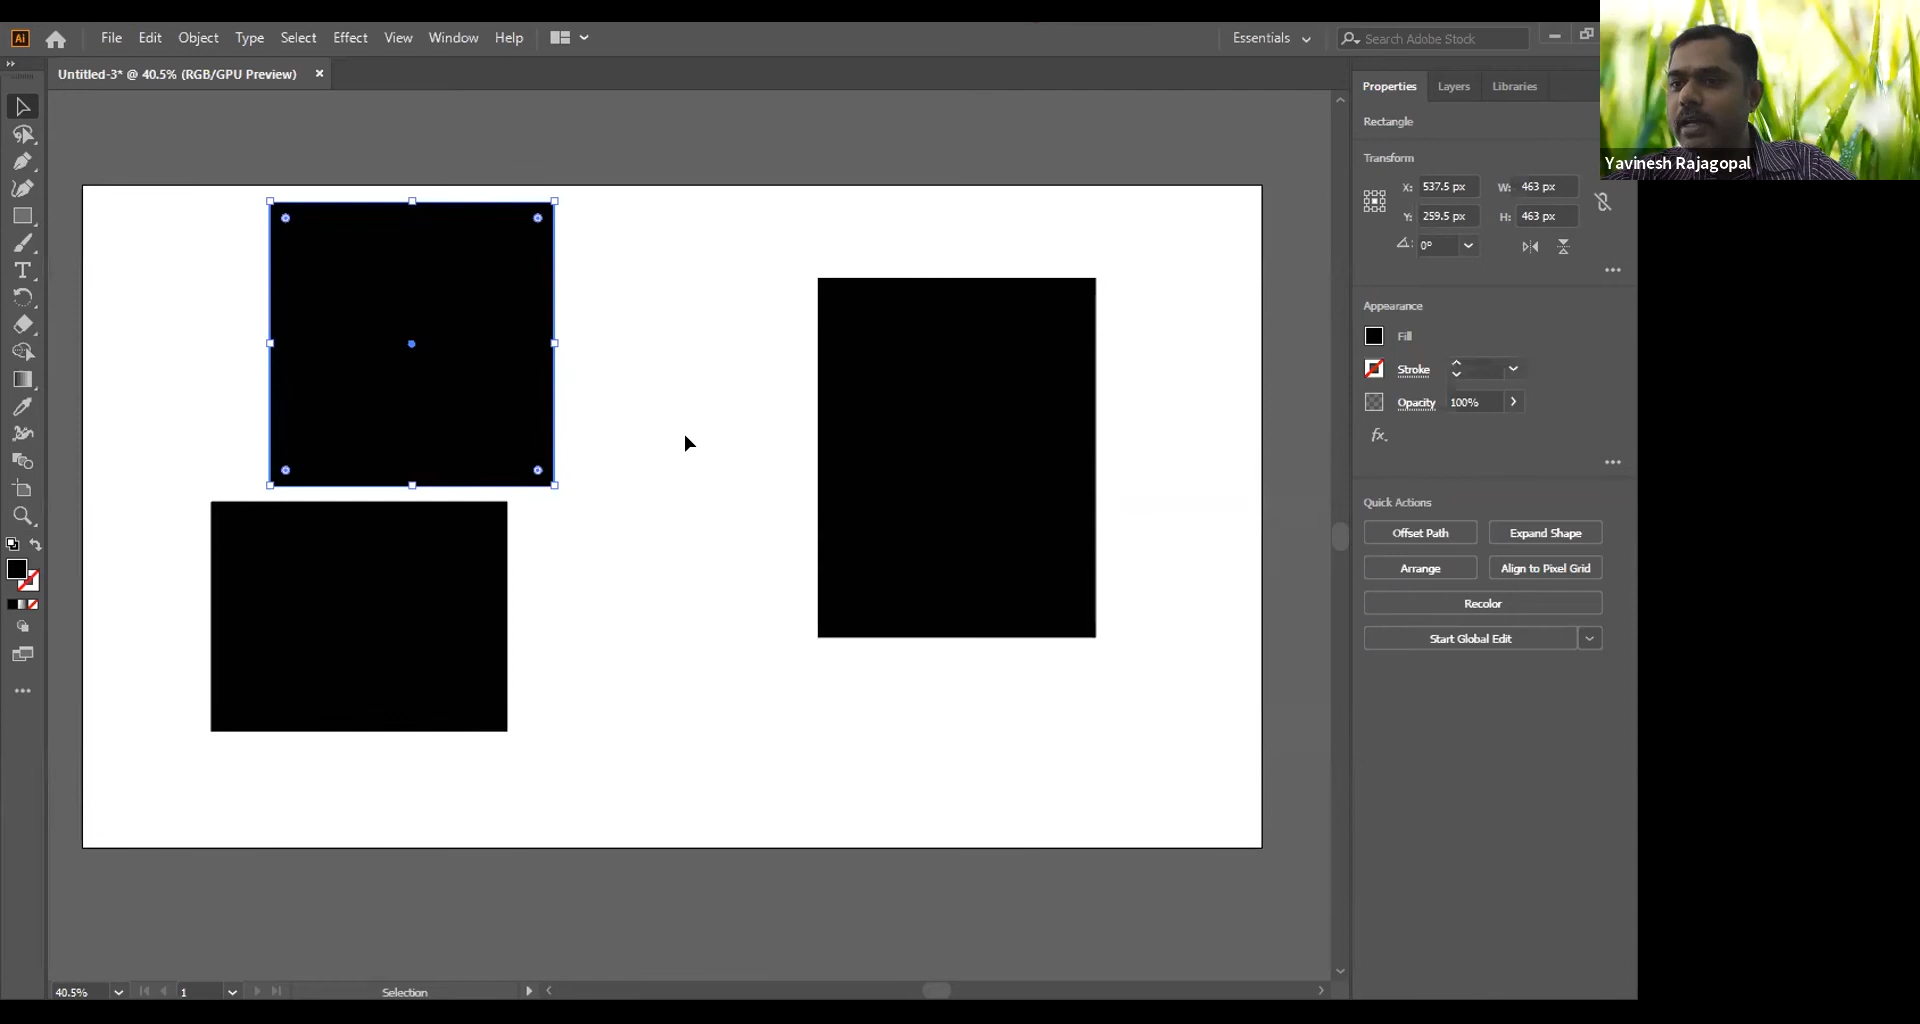 Ai File Edit Object Type Select Effect View Window Help Essentials Search Adobe Stock
Untitled-3* @ 40.5% (RGB/GPU Preview) ×
Properties Layers Libraries
Rectangle
Yavinesh Rajagopal
Transform
X: 537.5 px W: 463 px
Y: 259.5 px H: 463 px
0°
Appearance
Fill
Stroke
Opacity 100%
fx.
Quick Actions
Offset Path Expand Shape
Arrange Align to Pixel Grid
Recolor
Start Global Edit
40.5% 1 Selection